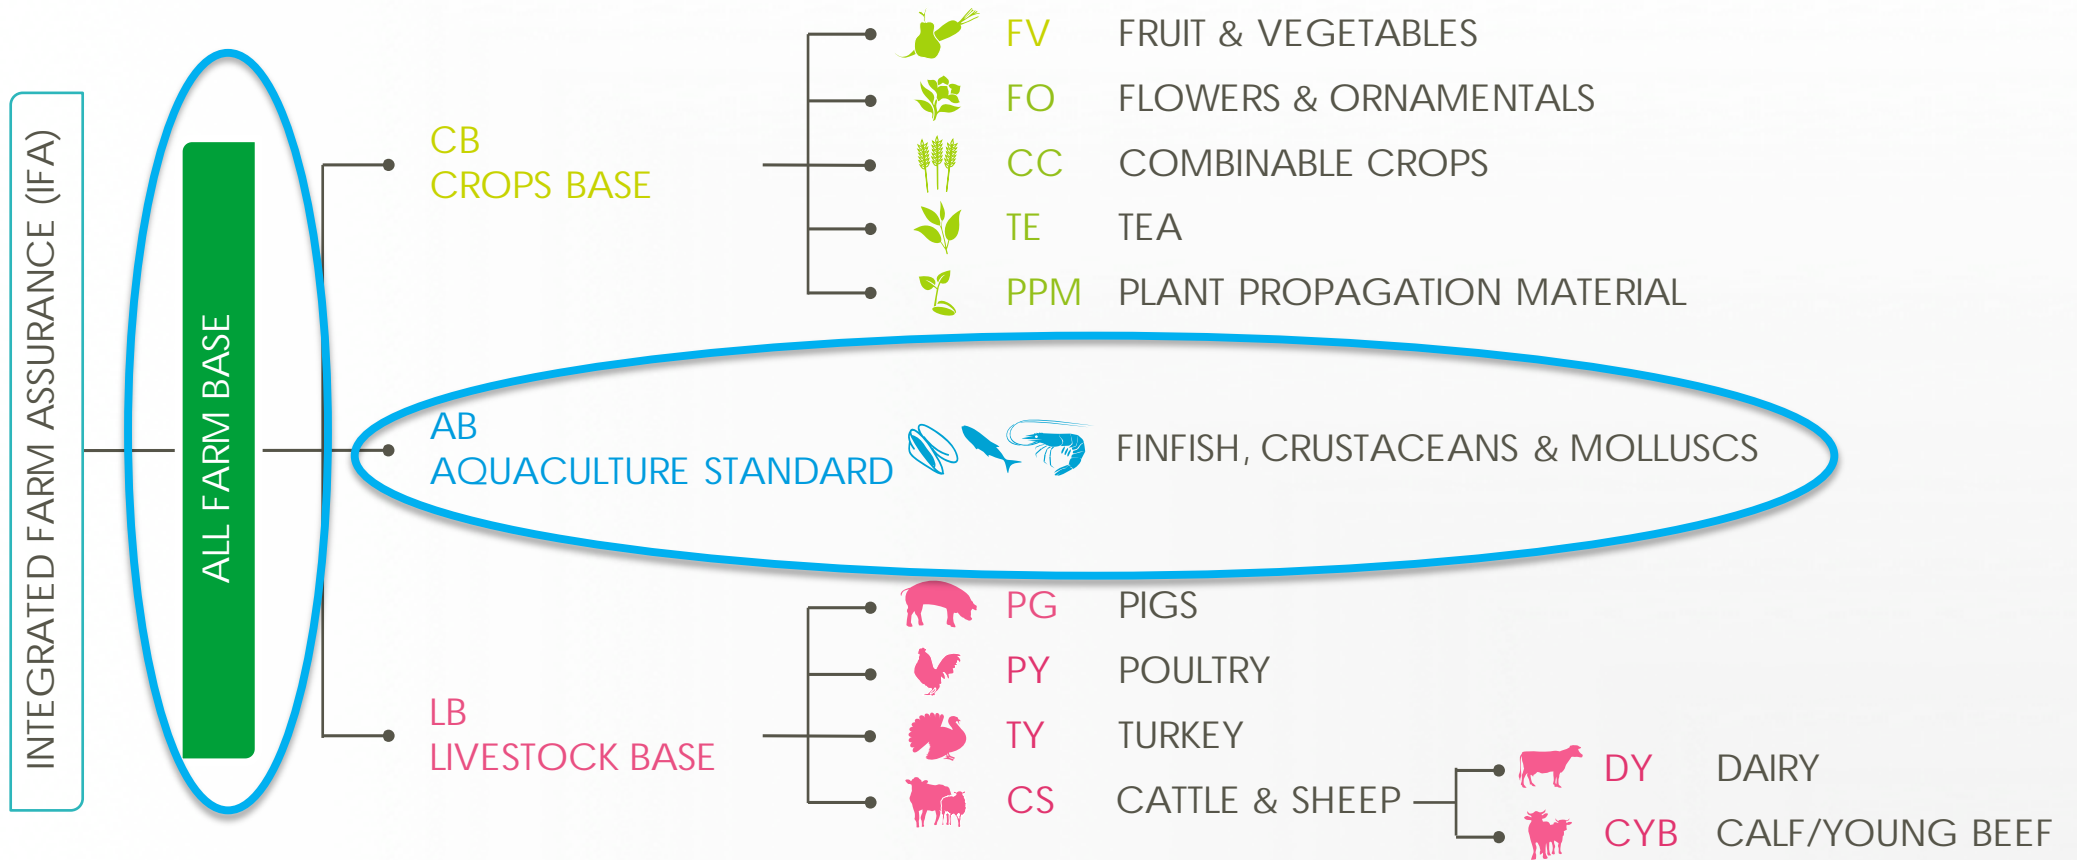 INTEGRATED FARM ASSURANCE (IFA)
ALL FARM BASE
CB
CROPS BASE
FV FRUIT & VEGETABLES
FO FLOWERS & ORNAMENTALS
CC COMBINABLE CROPS
TE TEA
PPM PLANT PROPAGATION MATERIAL
AB
AQUACULTURE STANDARD
FINFISH, CRUSTACEANS & MOLLUSCS
LB
LIVESTOCK BASE
PG PIGS
PY POULTRY
TY TURKEY
CS CATTLE & SHEEP
DY DAIRY
CYB CALF/YOUNG BEEF